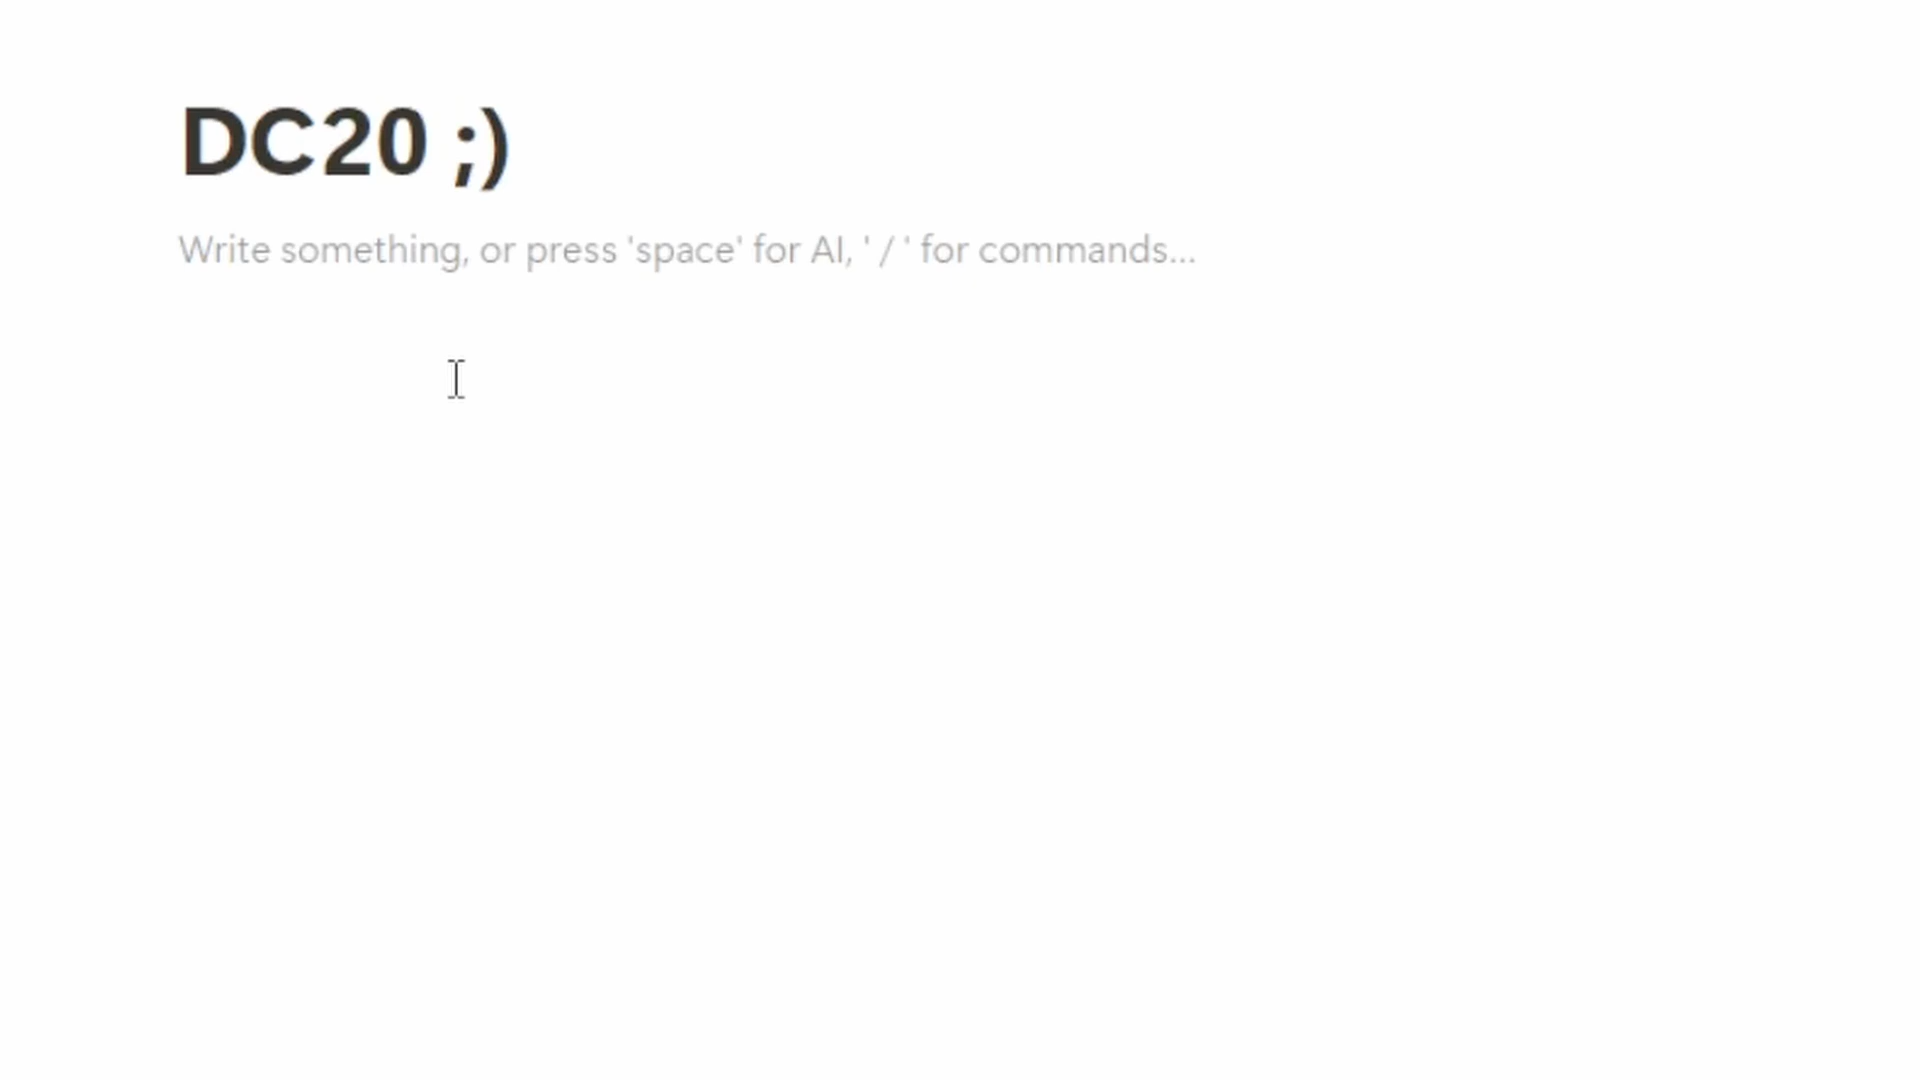 DC20 ;)
Write something, or press 'space' for AI, ' / ' for commands...